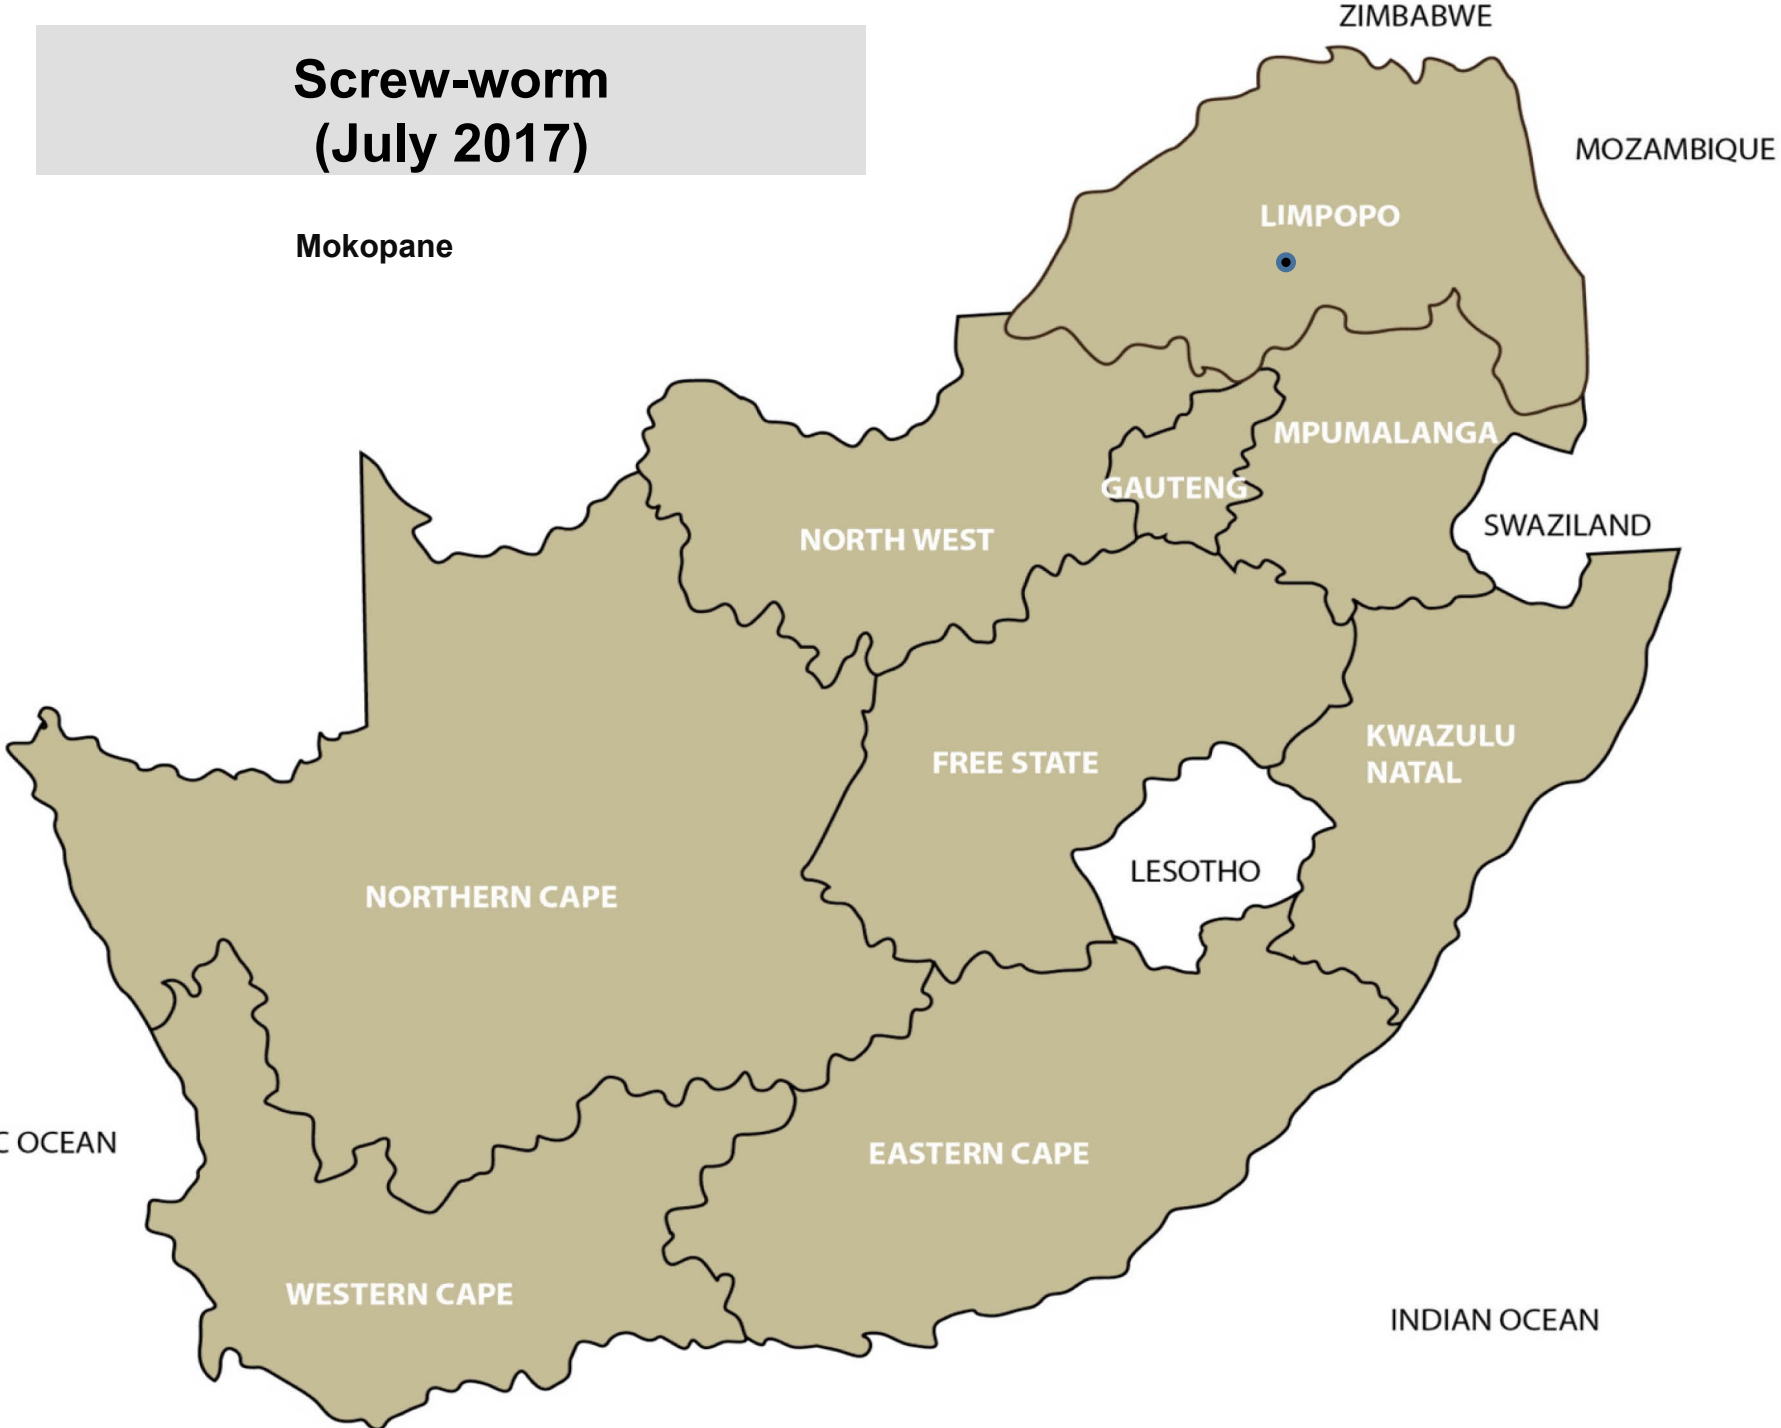 ZIMBABWE
Screw-worm
(July 2017)
MOZAMBIQUE
LIMPOPO
Mokopane
MPUMALANGA
GAUTENG
SWAZILAND
NORTH WEST
KWAZULU
NATAL
FREE STATE
LESOTHO
NORTHERN CAPE
C OCEAN
EASTERN CAPE
WESTERN CAPE
INDIAN OCEAN